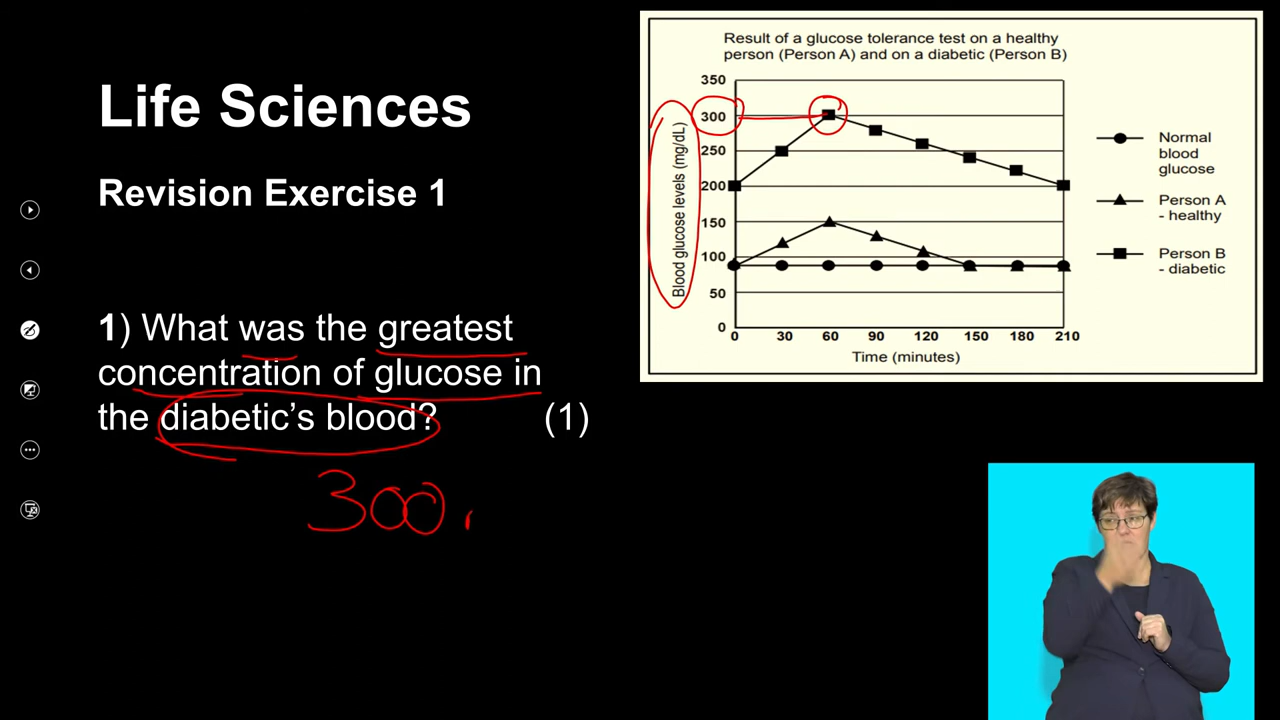 Life Sciences
Revision Exercise 1
1) What was the greatest
concentration of glucose in
the diabetic's blood? (1)
300
Result of a glucose tolerance test on a healthy
person (Person A) and on a diabetic (Person B)
Blood glucose levels (mg/dL)
350
300
250
200
150
100
50
0
0 30 60 90 120 150 180 210
Time (minutes)
Normal
blood
glucose
Person A
- healthy
Person B
- diabetic